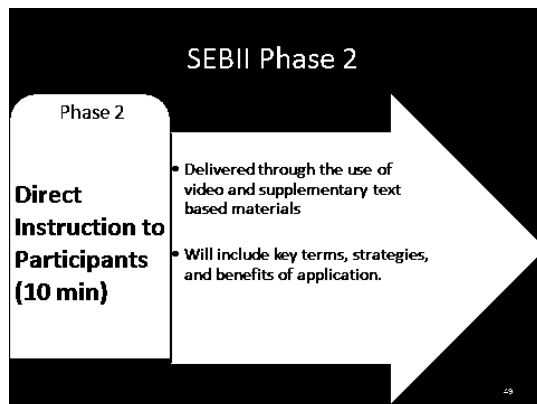 SEBII Phase 2
Phase 2
Direct
Instruction to
Participants
(10 min)
• Delivered through the use of
video and supplementary text
based materials
• Will include key terms, strategies,
and benefits of application.
49